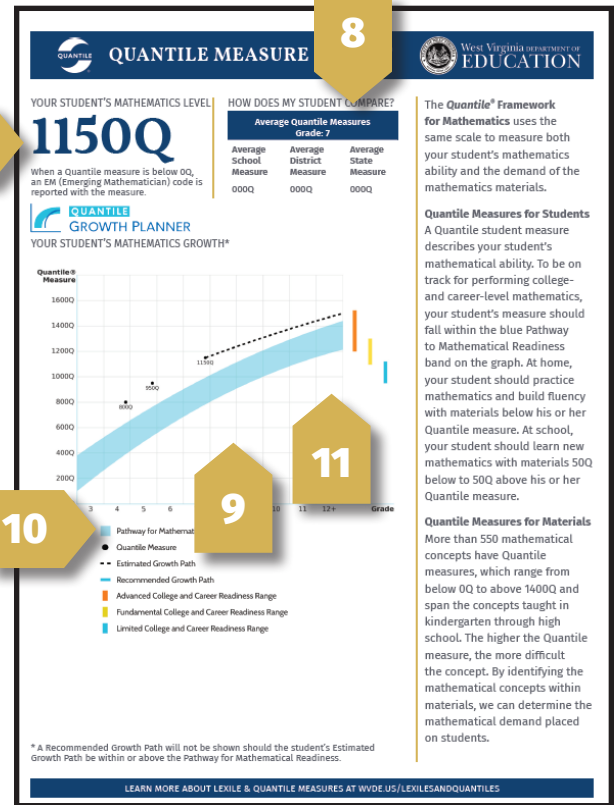 8
QUANTILE
QUANTILE MEASURE
West Virginia DEPARTMENT OF
EDUCATION
YOUR STUDENT'S MATHEMATICS LEVEL
1150Q
When a Quantile measure is below 0Q,
an EM (Emerging Mathematician) code is
reported with the measure.
HOW DOES MY STUDENT COMPARE?
Average Quantile Measures
Grade: 7
Average School Measure
Average District Measure
Average State Measure
000Q 000Q 000Q
QUANTILE
GROWTH PLANNER
YOUR STUDENT'S MATHEMATICS GROWTH*
Quantile®
Measure
1600Q
1400Q
1200Q
1000Q
800Q
600Q
400Q
200Q
1150Q
950Q
800Q
3 4 5 6 10 11 12+ Grade
11
9
10
Pathway for
Quantile Measure
Estimated Growth Path
Recommended Growth Path
Advanced College and Career Readiness Range
Fundamental College and Career Readiness Range
Limited College and Career Readiness Range
* A Recommended Growth Path will not be shown should the student's Estimated
Growth Path be within or above the Pathway for Mathematical Readiness.
The Quantile® Framework
for Mathematics uses the
same scale to measure both
your student's mathematics
ability and the demand of the
mathematics materials.
Quantile Measures for Students
A Quantile student measure
describes your student's
mathematical ability. To be on
track for performing college-
and career-level mathematics,
your student's measure should
fall within the blue Pathway
to Mathematical Readiness
band on the graph. At home,
your student should practice
mathematics and build fluency
with materials below his or her
Quantile measure. At school,
your student should learn new
mathematics with materials 50Q
below to 50Q above his or her
Quantile measure.
Quantile Measures for Materials
More than 550 mathematical
concepts have Quantile
measures, which range from
below 0Q to above 1400Q and
span the concepts taught in
kindergarten through high
school. The higher the Quantile
measure, the more difficult
the concept. By identifying the
mathematical concepts within
materials, we can determine the
mathematical demand placed
on students.
LEARN MORE ABOUT LEXILE & QUANTILE MEASURES AT WVDE.US/LEXILESANDQUANTILES